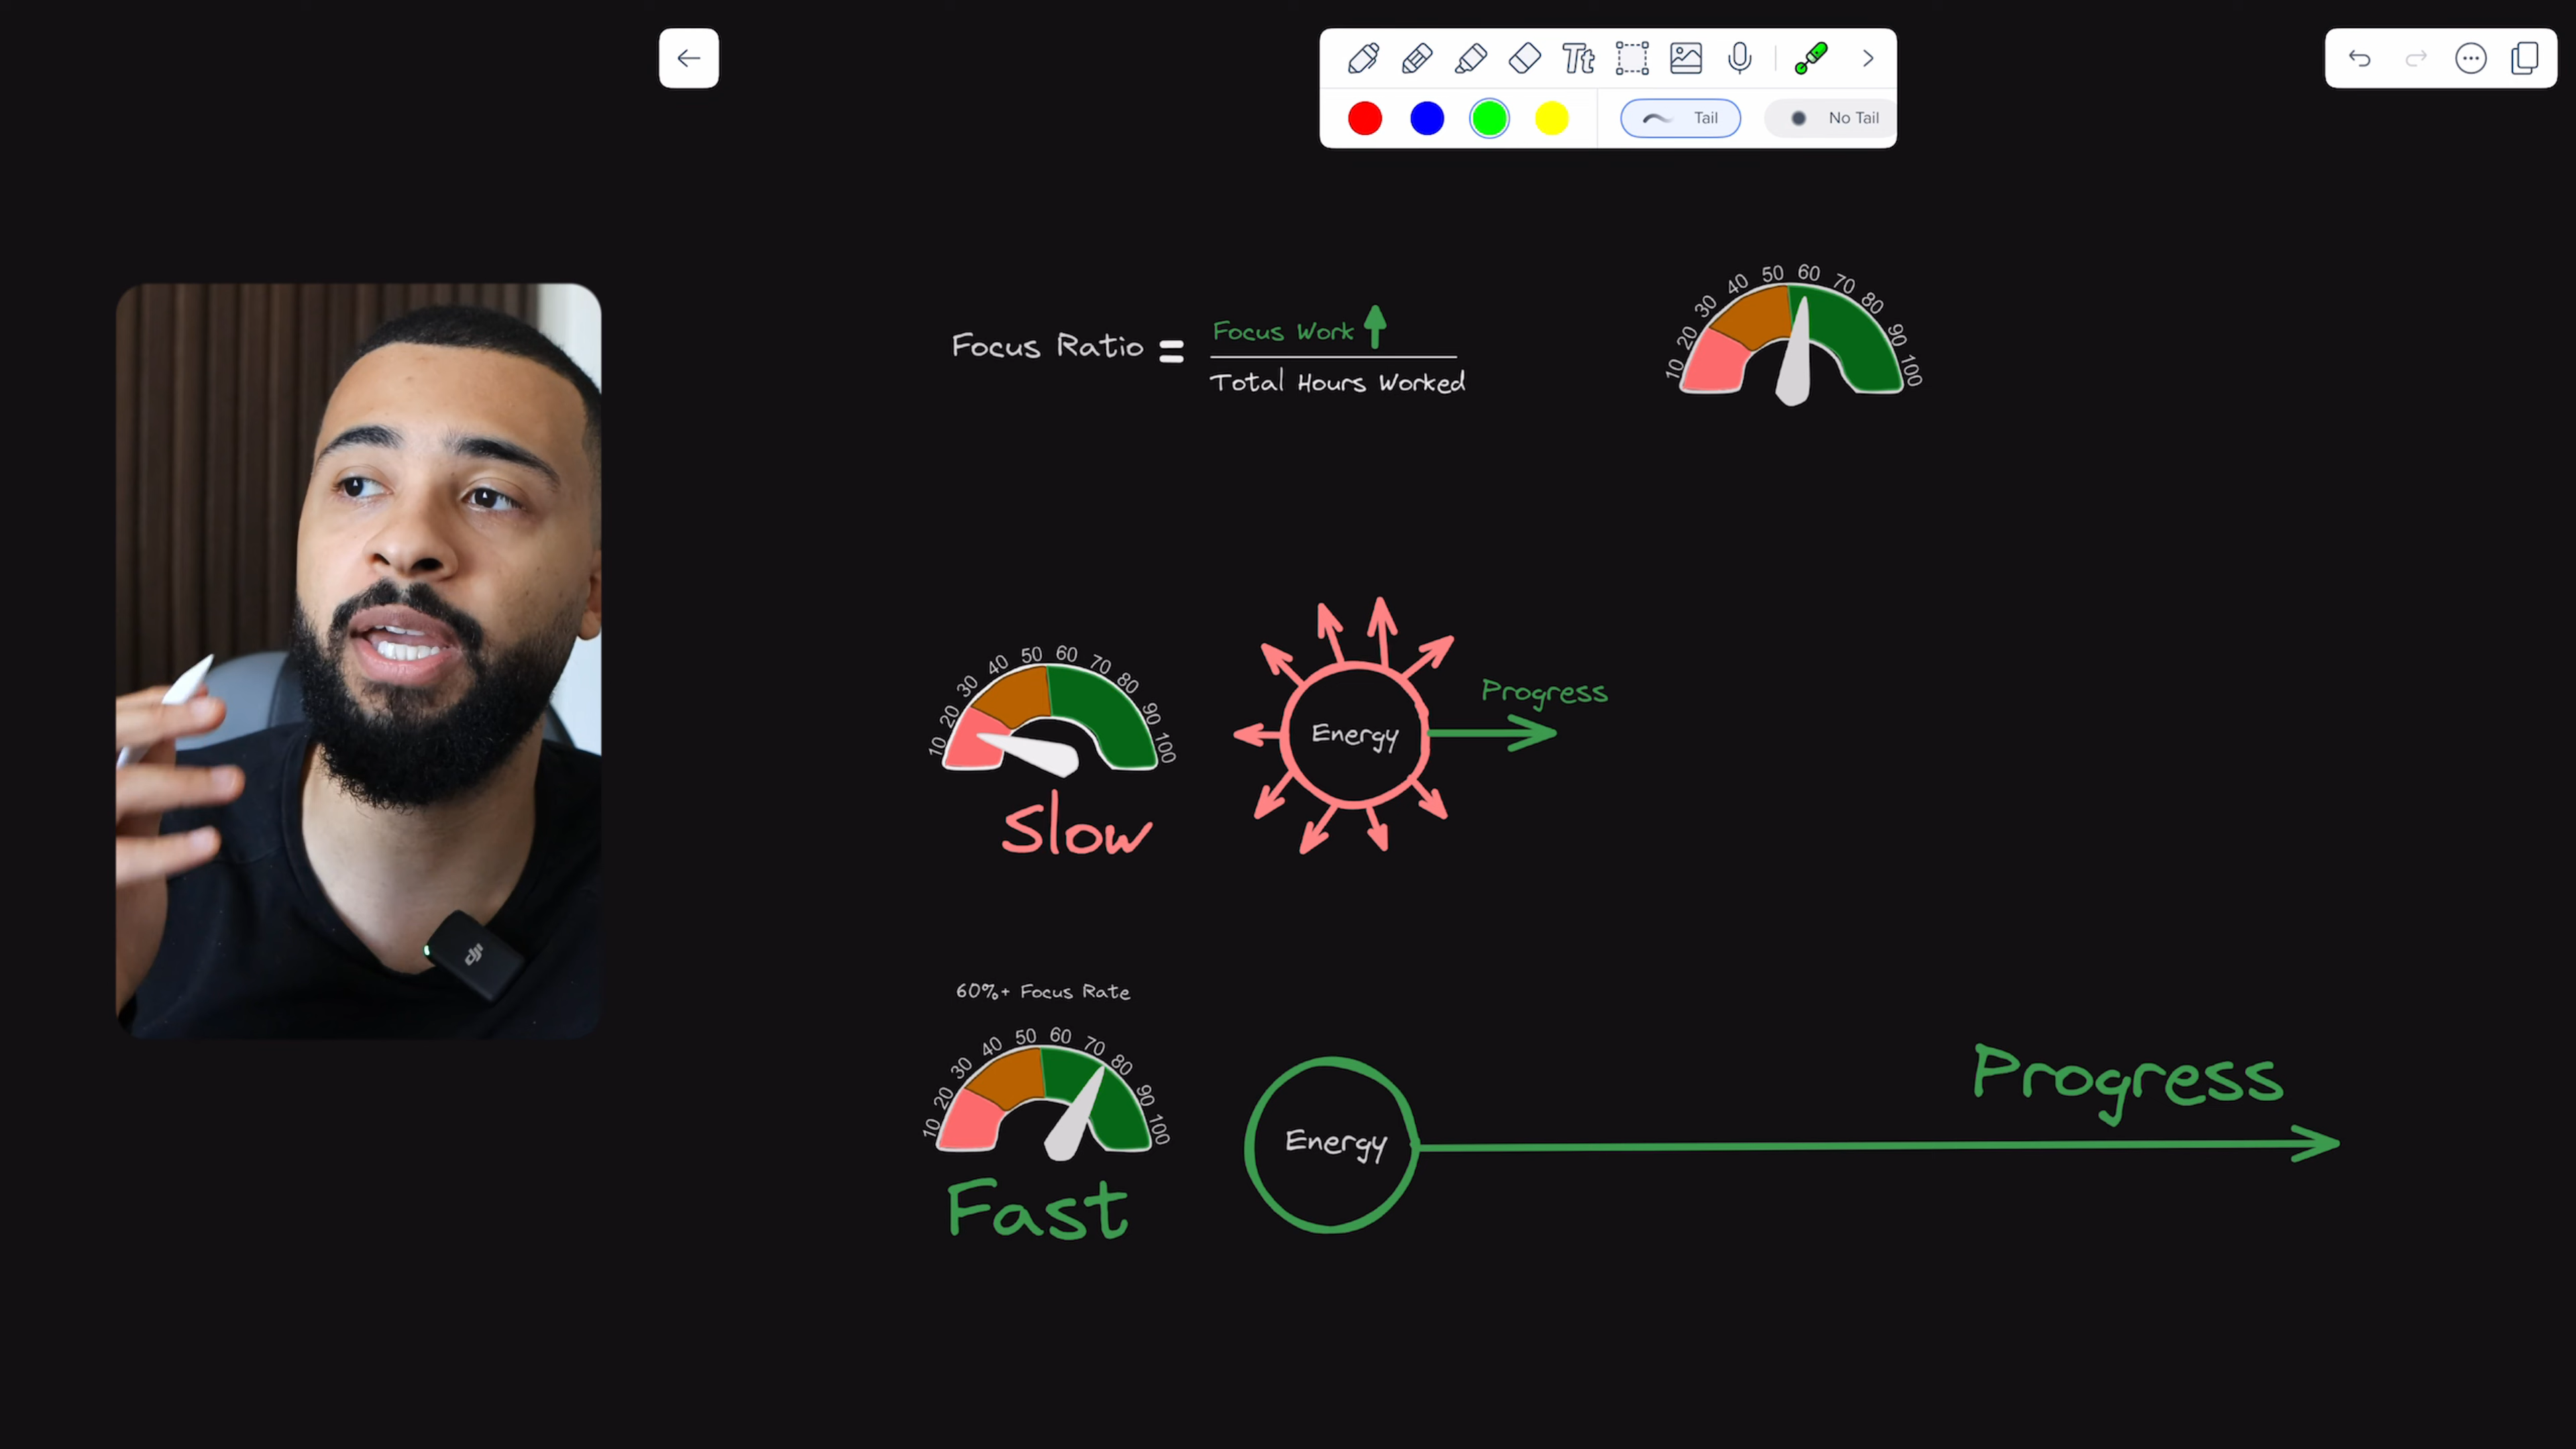 Tt
Tail
No Tail
Focus Ratio = Focus Work
Total Hours Worked
10 20 30 40 50 60 70 80 90 100
10 20 30 40 50 60 70 80 90 100
Slow
Energy
Progress
dji
60%+ Focus Rate
10 20 30 40 50 60 70 80 90 100
Fast
Energy
Progress